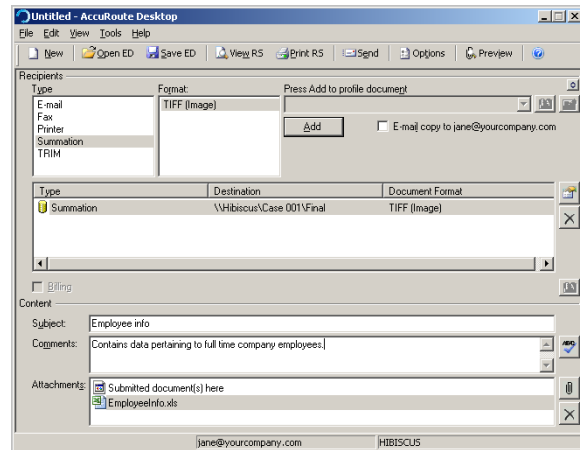 Untitled - AccuRoute Desktop
File Edit View Tools Help
New Open ED Save ED View RS Print RS Send Options Preview
Recipients
Type Format: Press Add to profile document
E-mail TIFF (Image)
Fax
Printer Add E-mail copy to jane@yourcompany.com
Summation
TRIM
Type Destination Document Format
Summation \\Hibiscus\Case 001\Final TIFF (Image)
Billing
Content
Subject: Employee info
Comments: Contains data pertaining to full time company employees.
Attachments: Submitted document(s) here
EmployeeInfo.xls
jane@yourcompany.com HIBISCUS